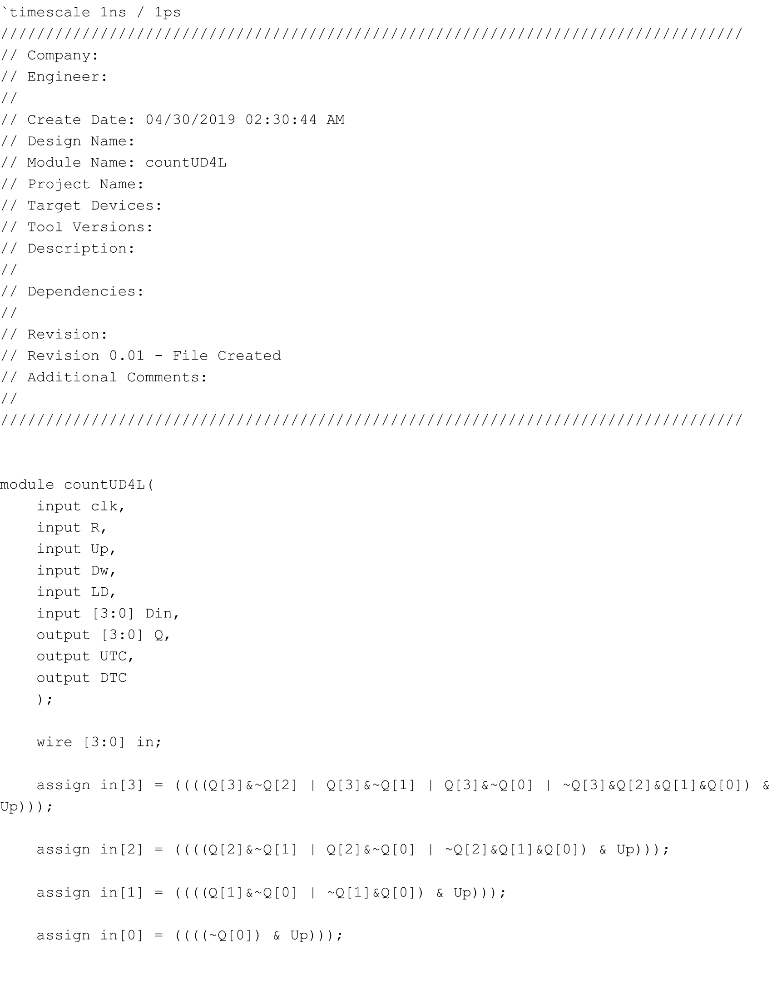 `timescale 1ns / 1ps
//////////////////////////////////////////////////////////////////////////////////
// Company:
// Engineer:
//
// Create Date: 04/30/2019 02:30:44 AM
// Design Name:
// Module Name: countUD4L
// Project Name:
// Target Devices:
// Tool Versions:
// Description:
//
// Dependencies:
//
// Revision:
// Revision 0.01 - File Created
// Additional Comments:
//
//////////////////////////////////////////////////////////////////////////////////
module countUD4L(
    input clk,
    input R,
    input Up,
    input Dw,
    input LD,
    input [3:0] Din,
    output [3:0] Q,
    output UTC,
    output DTC
    );
    wire [3:0] in;
    assign in[3] = ((((Q[3]&~Q[2] | Q[3]&~Q[1] | Q[3]&~Q[0] | ~Q[3]&Q[2]&Q[1]&Q[0]) &
Up)));
    assign in[2] = ((((Q[2]&~Q[1] | Q[2]&~Q[0] | ~Q[2]&Q[1]&Q[0]) & Up)));
    assign in[1] = ((((Q[1]&~Q[0] | ~Q[1]&Q[0]) & Up)));
    assign in[0] = ((((~Q[0]) & Up)));